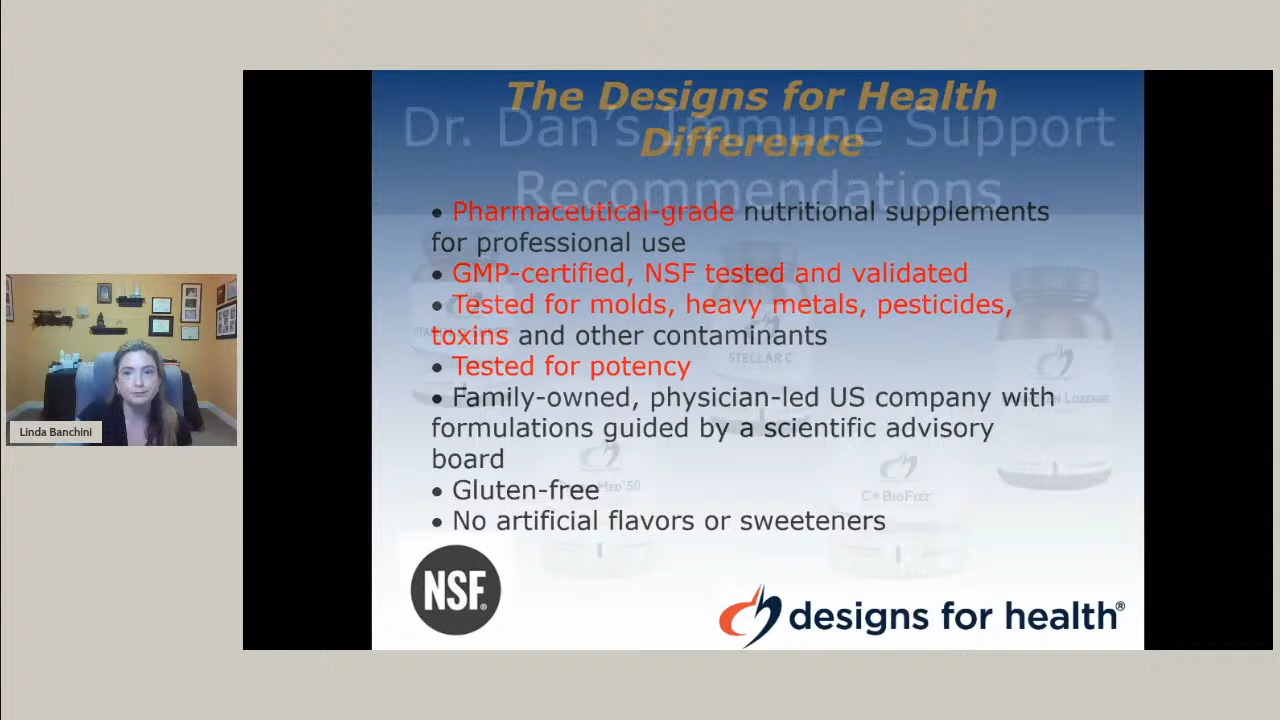 The Designs for Health
Difference
Dr. Dan's Immune Support
Recommendations
• Pharmaceutical-grade nutritional supplements
for professional use
• GMP-certified, NSF tested and validated
• Tested for molds, heavy metals, pesticides,
toxins and other contaminants
• Tested for potency
• Family-owned, physician-led US company with
formulations guided by a scientific advisory
board
• Gluten-free
• No artificial flavors or sweeteners
STELLAR C
C+BioFizz
NSF®
designs for health®
Linda Banchini